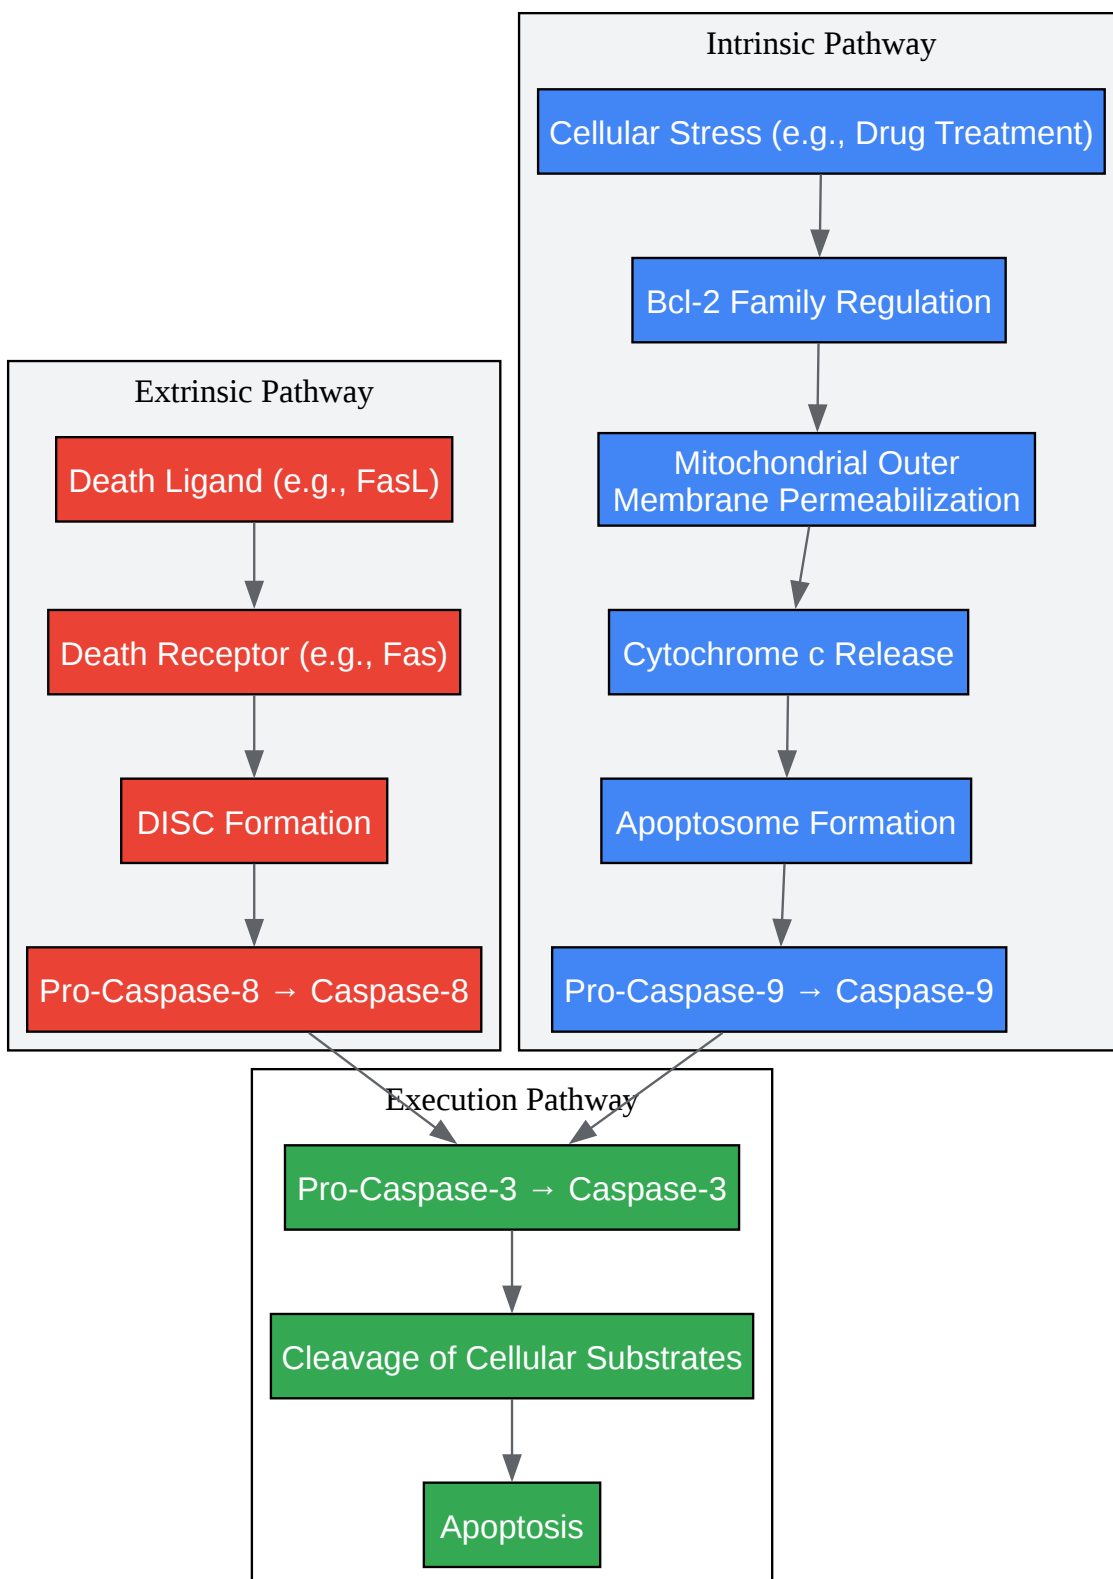 Intrinsic Pathway
Cellular Stress (e.g., Drug Treatment)
Bcl-2 Family Regulation
Mitochondrial Outer
Membrane Permeabilization
Cytochrome c Release
Apoptosome Formation
Pro-Caspase-9 → Caspase-9
Extrinsic Pathway
Death Ligand (e.g., FasL)
Death Receptor (e.g., Fas)
DISC Formation
Pro-Caspase-8 → Caspase-8
Execution Pathway
Pro-Caspase-3 → Caspase-3
Cleavage of Cellular Substrates
Apoptosis